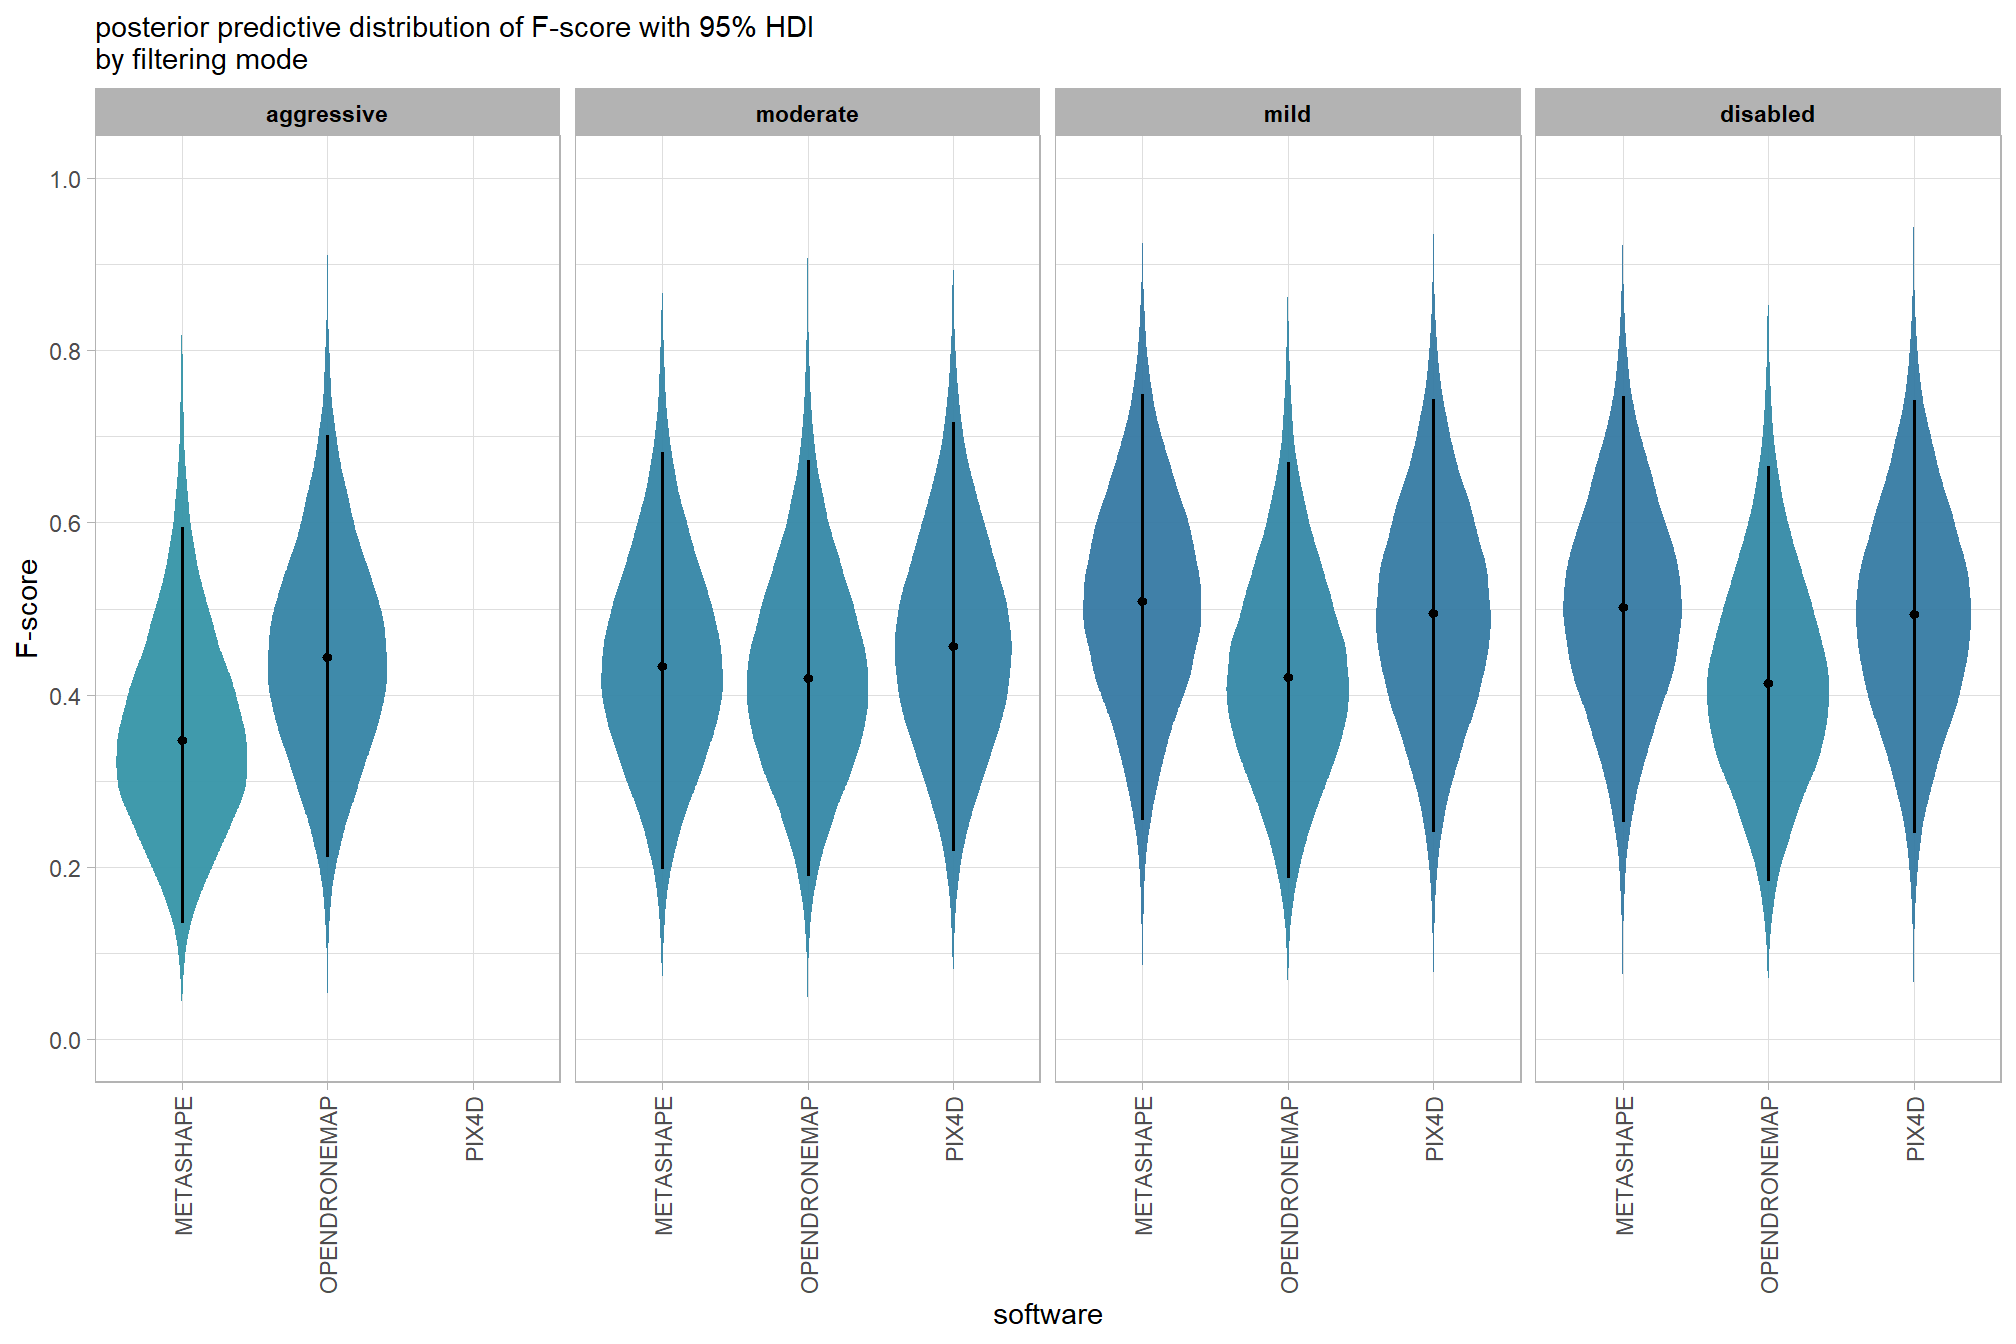 posterior predictive distribution of F-score with 95% HDI
by filtering mode
aggressive
moderate
mild
disabled
F-score
1.0
0.8
0.6
0.4
0.2
0.0
METASHAPE
OPENDRONEMAP
PIX4D
METASHAPE
OPENDRONEMAP
PIX4D
METASHAPE
OPENDRONEMAP
PIX4D
METASHAPE
OPENDRONEMAP
PIX4D
software